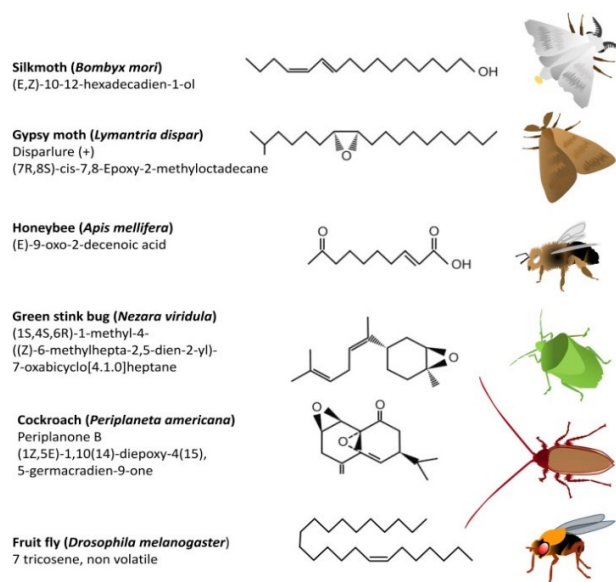 Silkmoth (Bombyx mori)
(E,Z)-10-12-hexadecadien-1-ol
OH
Gypsy moth (Lymantria dispar)
Disparlure (+)
(7R,8S)-cis-7,8-Epoxy-2-methyloctadecane
O
Honeybee (Apis mellifera)
(E)-9-oxo-2-decenoic acid
O
O
OH
Green stink bug (Nezara viridula)
(1S,4S,6R)-1-methyl-4-
((Z)-6-methylhepta-2,5-dien-2-yl)-
7-oxabicyclo[4.1.0]heptane
O
Cockroach (Periplaneta americana)
Periplanone B
(1Z,5E)-1,10(14)-diepoxy-4(15),
5-germacradien-9-one
O
O
O
Fruit fly (Drosophila melanogaster)
7 tricosene, non volatile